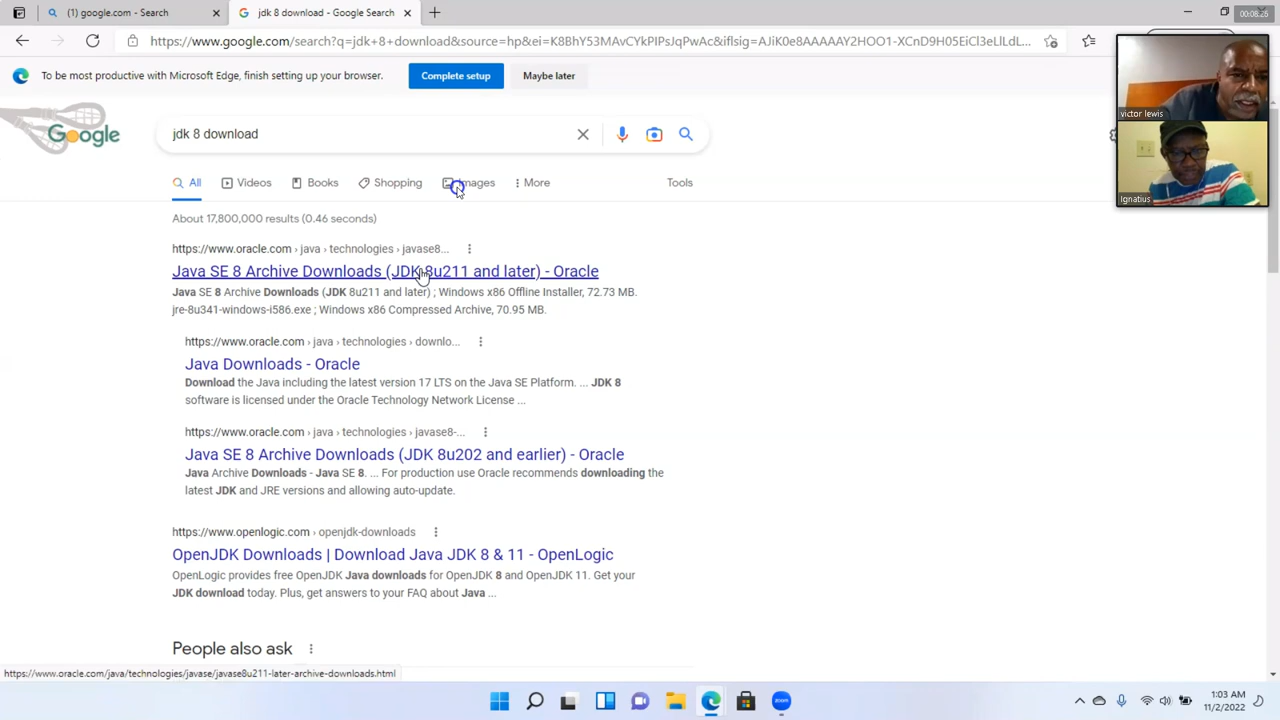 (1) google.com - Search
jdk 8 download - Google Search
00:08:25
https://www.google.com/search?q=jdk+8+download&source=hp&ei=K8BhY53MAvCYkPIPsJqPwAc&iflsig=AJiK0e8AAAAAY2HOO1-XCnD9H05EiCl3eLlLdL...
To be most productive with Microsoft Edge, finish setting up your browser.
Complete setup
Maybe later
victor lewis
Ignatius
Google
jdk 8 download
All
Videos
Books
Shopping
Images
More
Tools
About 17,800,000 results (0.46 seconds)
https://www.oracle.com › java › technologies › javase8...
Java SE 8 Archive Downloads (JDK 8u211 and later) - Oracle
Java SE 8 Archive Downloads (JDK 8u211 and later) ; Windows x86 Offline Installer, 72.73 MB.
jre-8u341-windows-i586.exe ; Windows x86 Compressed Archive, 70.95 MB.
https://www.oracle.com › java › technologies › downlo...
Java Downloads - Oracle
Download the Java including the latest version 17 LTS on the Java SE Platform. ... JDK 8
software is licensed under the Oracle Technology Network License ...
https://www.oracle.com › java › technologies › javase8-...
Java SE 8 Archive Downloads (JDK 8u202 and earlier) - Oracle
Java Archive Downloads - Java SE 8. ... For production use Oracle recommends downloading the
latest JDK and JRE versions and allowing auto-update.
https://www.openlogic.com › openjdk-downloads
OpenJDK Downloads | Download Java JDK 8 & 11 - OpenLogic
OpenLogic provides free OpenJDK Java downloads for OpenJDK 8 and OpenJDK 11. Get your
JDK download today. Plus, get answers to your FAQ about Java ...
People also ask
https://www.oracle.com/java/technologies/javase/javase8u211-later-archive-downloads.html
zoom
1:03 AM
11/2/2022